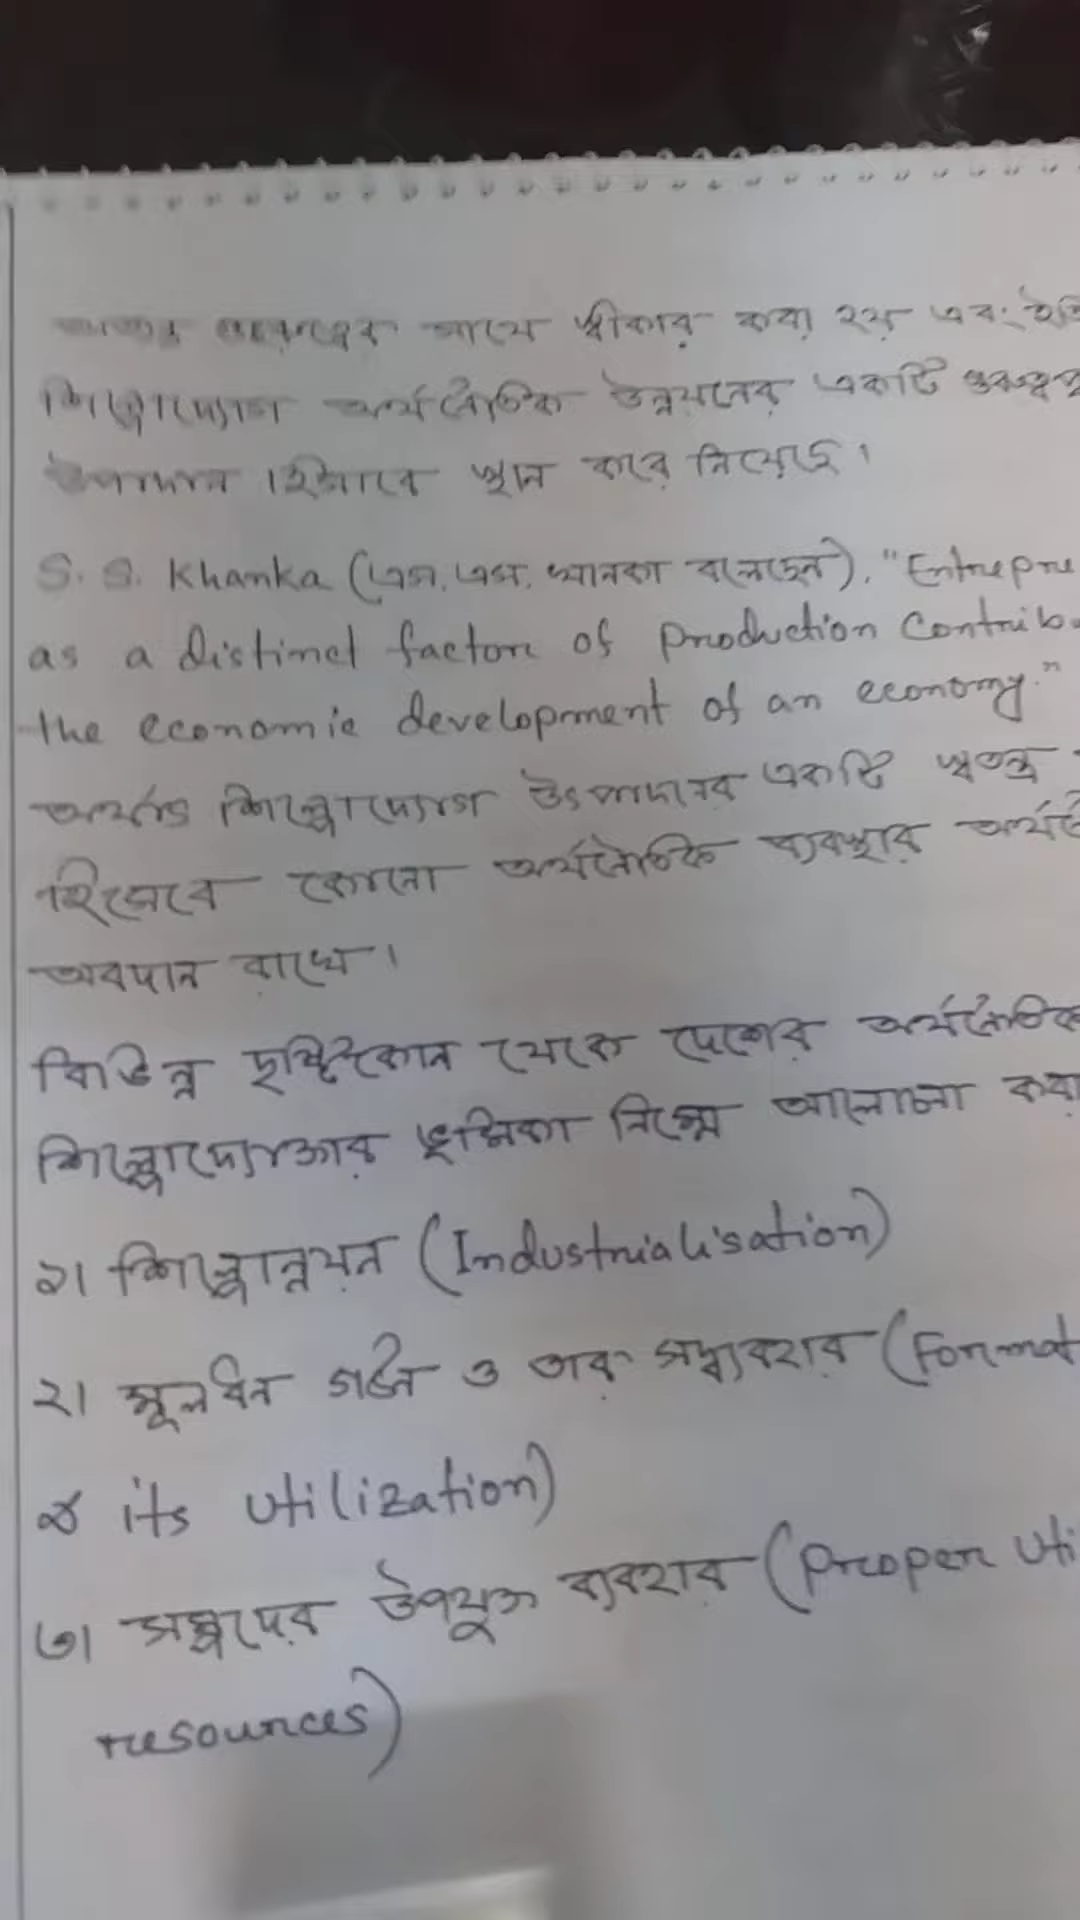 সাথে স্বীকার করা হয় এবং
শিল্পোদ্যোগ অর্থনৈতিক উন্নয়নের একটি
উপাদান হিসাবে স্থান করে নিয়েছে।
S. S. Khanka (এস. এস. খানকা বলেছেন), "Entrepre
as a distinct factor of production Contrib
the economic development of an economy."
অর্থাৎ শিল্পোদ্যোগ উৎপাদনের একটি স্বতন্ত্র
হিসেবে কোনো অর্থনৈতিক ব্যবস্থার
অবদান রাখে।
বিভিন্ন দৃষ্টিকোন থেকে দেশের অর্থনৈতিক
শিল্পোদ্যোক্তার ভূমিকা নিম্নে আলোচনা করা
১। শিল্পোন্নয়ন (Industrialisation)
২। মূলধন গঠন ও তার সদ্ব্যবহার (Format
& its utilization)
৩। সম্পদের উপযুক্ত ব্যবহার (Proper Uti
resources)